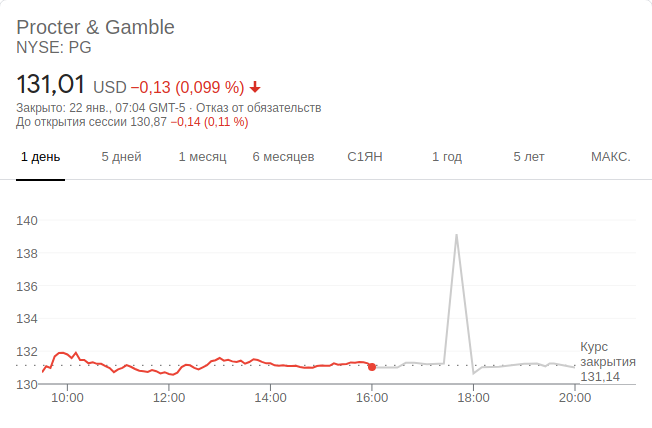 Procter & Gamble
NYSE: PG
131,01 USD −0,13 (0,099 %)
Закрыто: 22 янв., 07:04 GMT-5 · Отказ от обязательств
До открытия сессии 130,87 −0,14 (0,11 %)
1 день 5 дней 1 месяц 6 месяцев С1ЯН 1 год 5 лет МАКС.
140
138
136
134
132
130
Курс
закрытия
131,14
10:00 12:00 14:00 16:00 18:00 20:00